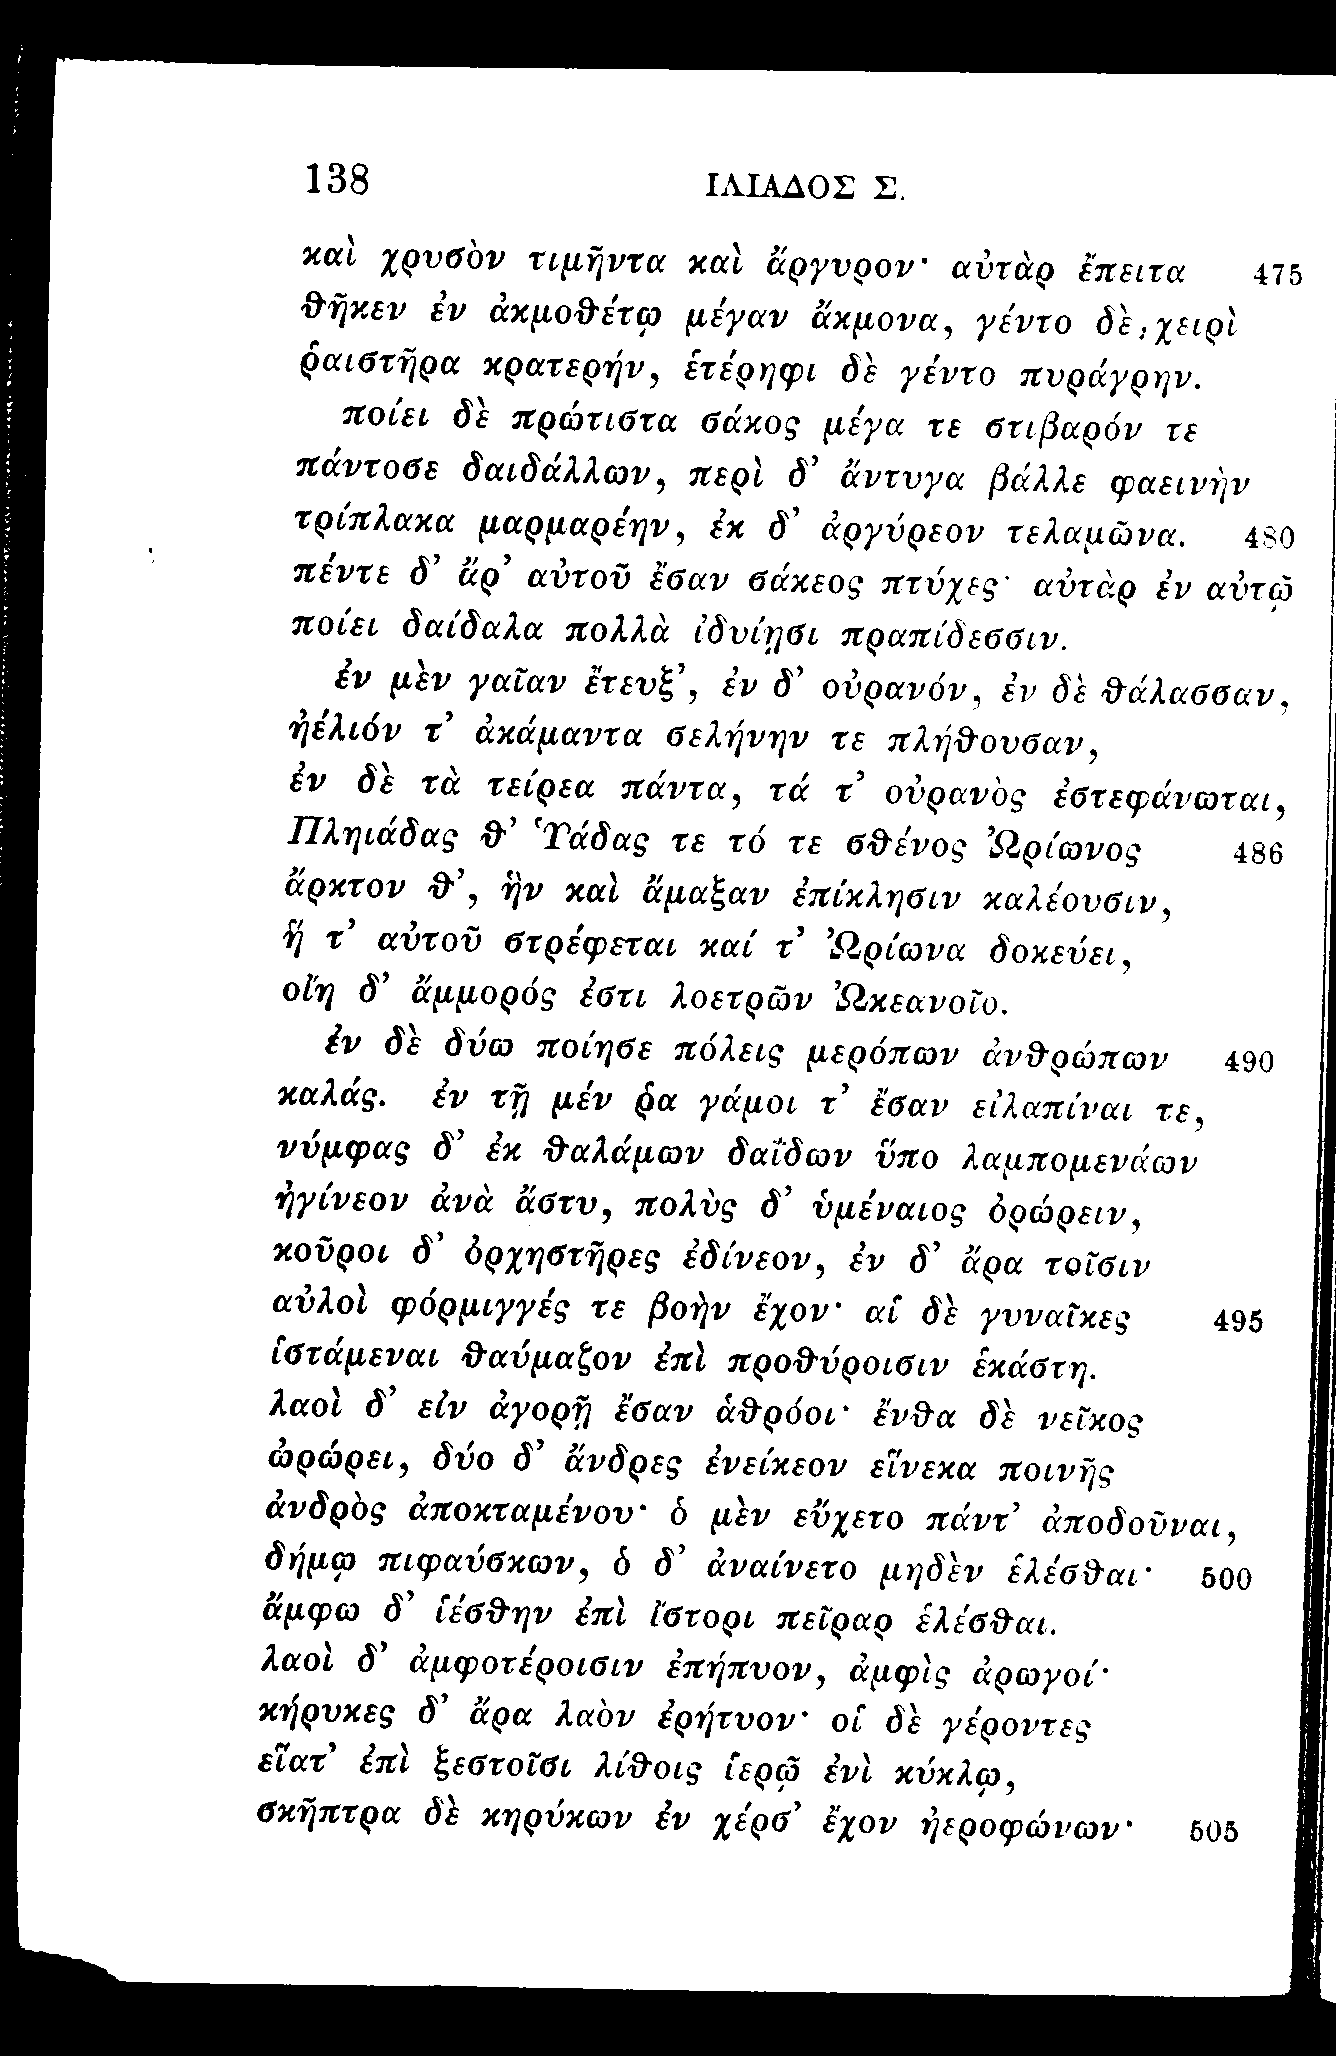 138 ΙΛΙΑΔΟΣ Σ.
καὶ χρυσὸν τιμῆντα καὶ ἄργυρον· αὐτὰρ ἔπειτα 475
θῆκεν ἐν ἀκμοθέτῳ μέγαν ἄκμονα, γέντο δὲ χειρὶ
ῥαιστῆρα κρατερήν, ἑτέρηφι δὲ γέντο πυράγρην.
ποίει δὲ πρώτιστα σάκος μέγα τε στιβαρόν τε
πάντοσε δαιδάλλων, περὶ δ’ ἄντυγα βάλλε φαεινὴν
τρίπλακα μαρμαρέην, ἐκ δ’ ἀργύρεον τελαμῶνα. 480
πέντε δ’ ἄρ’ αὐτοῦ ἔσαν σάκεος πτύχες· αὐτὰρ ἐν αὐτῷ
ποίει δαίδαλα πολλὰ ἰδυίῃσι πραπίδεσσιν.
ἐν μὲν γαῖαν ἔτευξ’, ἐν δ’ οὐρανόν, ἐν δὲ θάλασσαν,
ἠέλιόν τ’ ἀκάμαντα σελήνην τε πλήθουσαν,
ἐν δὲ τὰ τείρεα πάντα, τά τ’ οὐρανὸς ἐστεφάνωται,
Πληιάδας θ’ Ὑάδας τε τό τε σθένος Ὠρίωνος 486
ἄρκτον θ’, ἣν καὶ ἅμαξαν ἐπίκλησιν καλέουσιν,
ἥ τ’ αὐτοῦ στρέφεται καί τ’ Ὠρίωνα δοκεύει,
οἴη δ’ ἄμμορός ἐστι λοετρῶν Ὠκεανοῖο.
ἐν δὲ δύω ποίησε πόλεις μερόπων ἀνθρώπων 490
καλάς. ἐν τῇ μέν ῥα γάμοι τ’ ἔσαν εἰλαπίναι τε,
νύμφας δ’ ἐκ θαλάμων δαΐδων ὕπο λαμπομενάων
ἠγίνεον ἀνὰ ἄστυ, πολὺς δ’ ὑμέναιος ὀρώρειν,
κοῦροι δ’ ὀρχηστῆρες ἐδίνεον, ἐν δ’ ἄρα τοῖσιν
αὐλοὶ φόρμιγγές τε βοὴν ἔχον· αἱ δὲ γυναῖκες 495
ἱστάμεναι θαύμαζον ἐπὶ προθύροισιν ἑκάστη.
λαοὶ δ’ εἰν ἀγορῇ ἔσαν ἁθρόοι· ἔνθα δὲ νεῖκος
ὠρώρει, δύο δ’ ἄνδρες ἐνείκεον εἵνεκα ποινῆς
ἀνδρὸς ἀποκταμένου· ὁ μὲν εὔχετο πάντ’ ἀποδοῦναι,
δήμῳ πιφαύσκων, ὁ δ’ ἀναίνετο μηδὲν ἑλέσθαι· 500
ἄμφω δ’ ἱέσθην ἐπὶ ἴστορι πεῖραρ ἑλέσθαι.
λαοὶ δ’ ἀμφοτέροισιν ἐπήπυον, ἀμφὶς ἀρωγοί·
κήρυκες δ’ ἄρα λαὸν ἐρήτυον· οἱ δὲ γέροντες
εἵατ’ ἐπὶ ξεστοῖσι λίθοις ἱερῷ ἐνὶ κύκλῳ,
σκῆπτρα δὲ κηρύκων ἐν χέρσ’ ἔχον ἠεροφώνων· 505